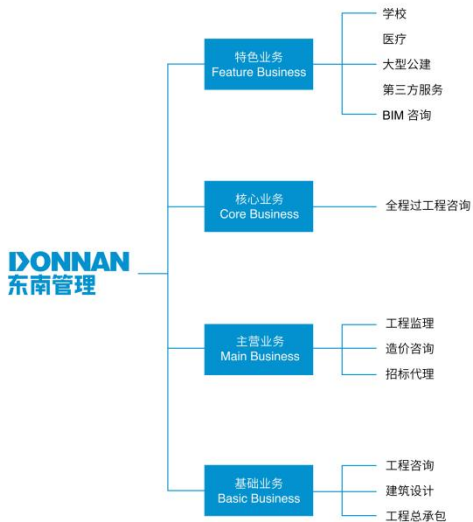 学校
医疗
特色业务
Feature Business
大型公建
第三方服务
BIM 咨询
核心业务
Core Business
全程过工程咨询
DONNAN
东南管理
工程监理
主营业务
Main Business
造价咨询
招标代理
工程咨询
基础业务
Basic Business
建筑设计
工程总承包